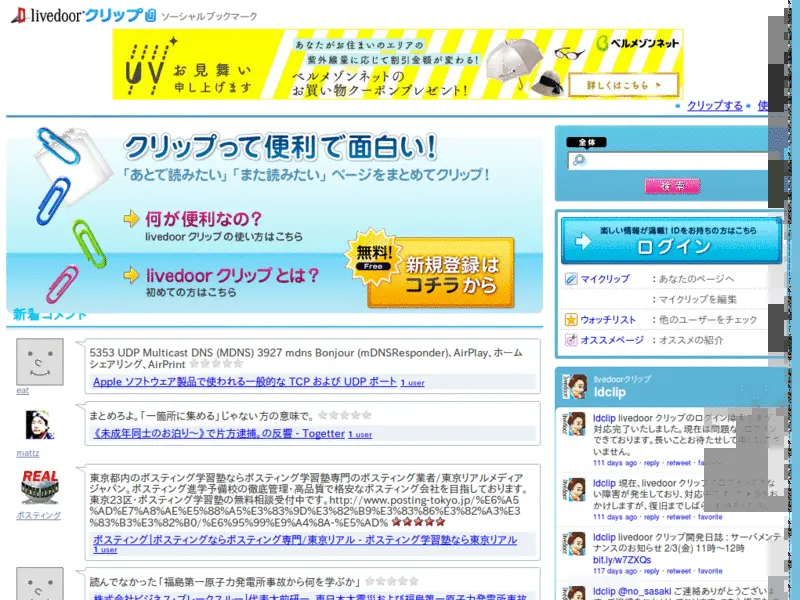 livedoor クリップ ソーシャルブックマーク
UV お見舞い申し上げます
あなたがお住まいのエリアの
紫外線量に応じて割引金額が変わる!
ベルメゾンネットの
お買い物クーポンプレゼント!
ベルメゾンネット
詳しくはこちら
クリップする
クリップって便利で面白い!
「あとで読みたい」「また読みたい」ページをまとめてクリップ!
何が便利なの?
livedoor クリップの使い方はこちら
livedoor クリップとは?
初めての方はこちら
無料!
Free
新規登録は
コチラから
全体
検索
楽しい情報が満載! IDをお持ちの方はこちら
ログイン
マイクリップ :あなたのページへ
:マイクリップを編集
ウォッチリスト :他のユーザーをチェック
オススメページ :オススメの紹介
新着コメント
5353 UDP Multicast DNS (MDNS) 3927 mdns Bonjour (mDNSResponder)、AirPlay、ホーム
シェアリング、AirPrint
Apple ソフトウェア製品で使われる一般的な TCP および UDP ポート 1 user
eat
まとめろよ。「一箇所に集める」じゃない方の意味で。
《未成年同士のお泊り〜》で片方逮捕。の反響 - Togetter 1 user
mattz
REAL
東京都内のポスティング学習塾ならポスティング学習塾専門のポスティング業者/東京リアルメディア
ジャパン。ポスティング進学予備校の徹底管理・高品質で格安なポスティング会社を目指しております。
東京23区・ポスティング学習塾の無料相談受付中です。http://www.posting-tokyo.jp/%E6%A5
%AD%E7%A8%AE%E5%88%A5%E3%83%9D%E3%82%B9%E3%83%86%E3%82%A3%E3
%83%B3%E3%82%B0/%E6%95%99%E9%A4%8A-%E5%AD%
ポスティング
ポスティング|ポスティングならポスティング専門/東京リアル - ポスティング学習塾なら東京リアル
1 user
読んでなかった「福島第一原子力発電所事故から何を学ぶか」
livedoorクリップ
ldclip
ldclip livedoor クリップのログイン
対応完了いたしました。現在は問題な
できております。長いことお待たせして
いません。
111 days ago · reply · retweet ·
ldclip 現在、livedoor クリップ
ない障害が発生しており、対応中
かけしますが、復旧までしばら
111 days ago · reply · retweet · favorite
ldclip livedoor クリップ開発日誌:サーバメンテ
ナンスのお知らせ 2/3(金) 11時〜12時
bit.ly/w7ZXQs
117 days ago · reply · retweet · favorite
ldclip @no_sasaki ご連絡ありがとうございま